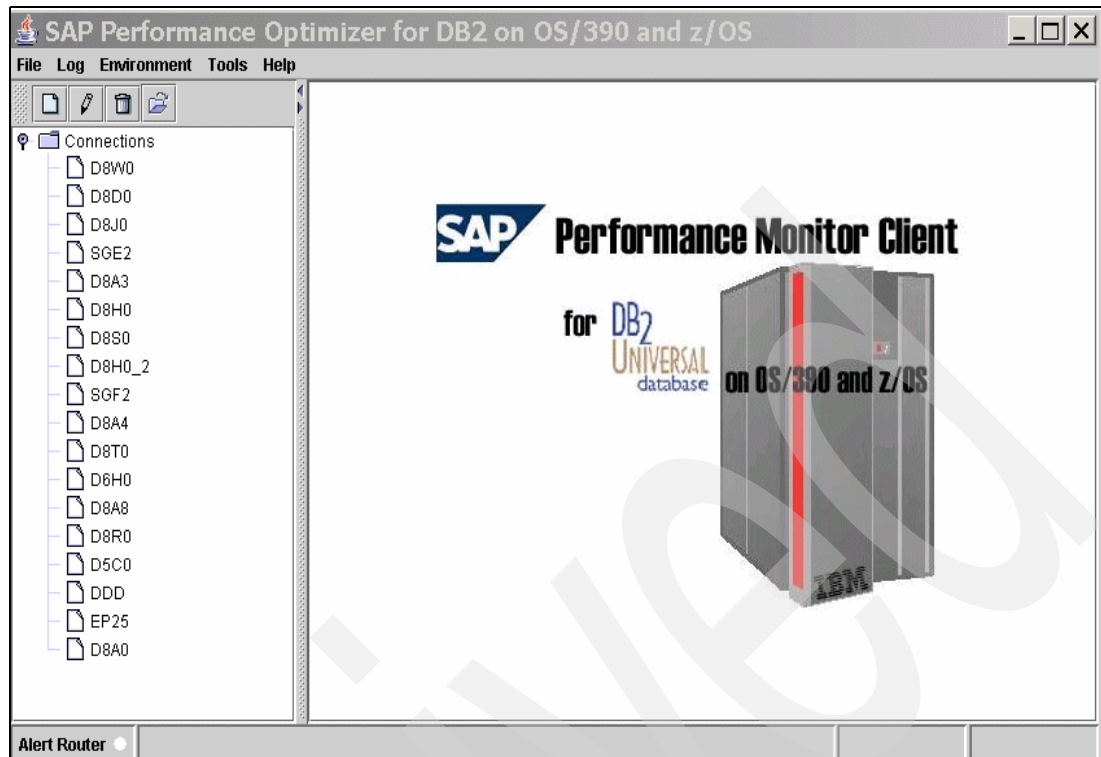 SAP Performance Optimizer for DB2 on OS/390 and z/OS
File Log Environment Tools Help
Connections
D8W0
D8D0
D8J0
SGE2
D8A3
D8H0
D8S0
D8H0_2
SGF2
D8A4
D8T0
D6H0
D8A8
D8R0
D5C0
DDD
EP25
D8A0
SAP Performance Monitor Client
for DB2
UNIVERSAL
database
on OS/390 and z/OS
IBM
Alert Router